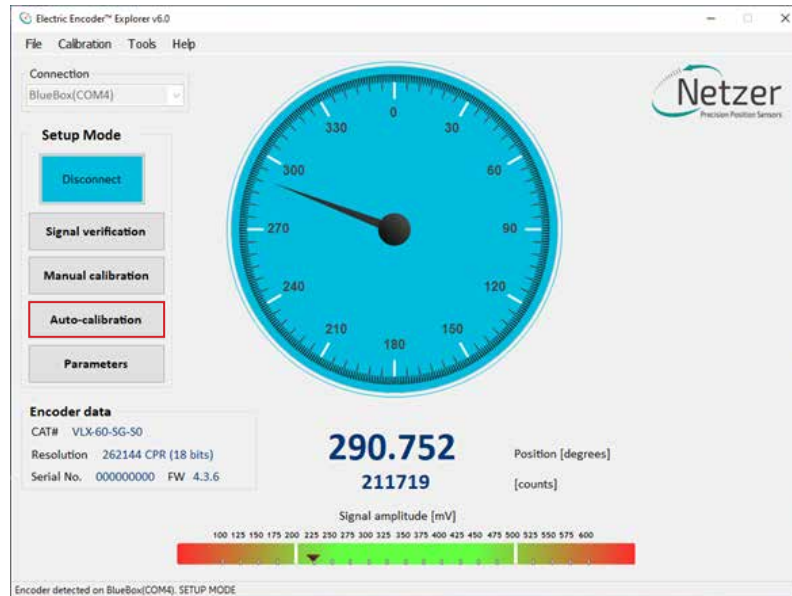 Electric Encoder™ Explorer v6.0
File Calibration Tools Help
Connection
BlueBox(COM4)
Netzer
Precision Position Sensors
Setup Mode
Disconnect
Signal verification
Manual calibration
Auto-calibration
Parameters
0
30
60
90
120
150
180
210
240
270
300
330
Encoder data
CAT# VLX-60-SG-S0
Resolution 262144 CPR (18 bits)
Serial No. 000000000 FW 4.3.6
290.752 Position [degrees]
211719 [counts]
Signal amplitude [mV]
100 125 150 175 200 225 250 275 300 325 350 375 400 425 450 475 500 525 550 575 600
Encoder detected on BlueBox(COM4). SETUP MODE